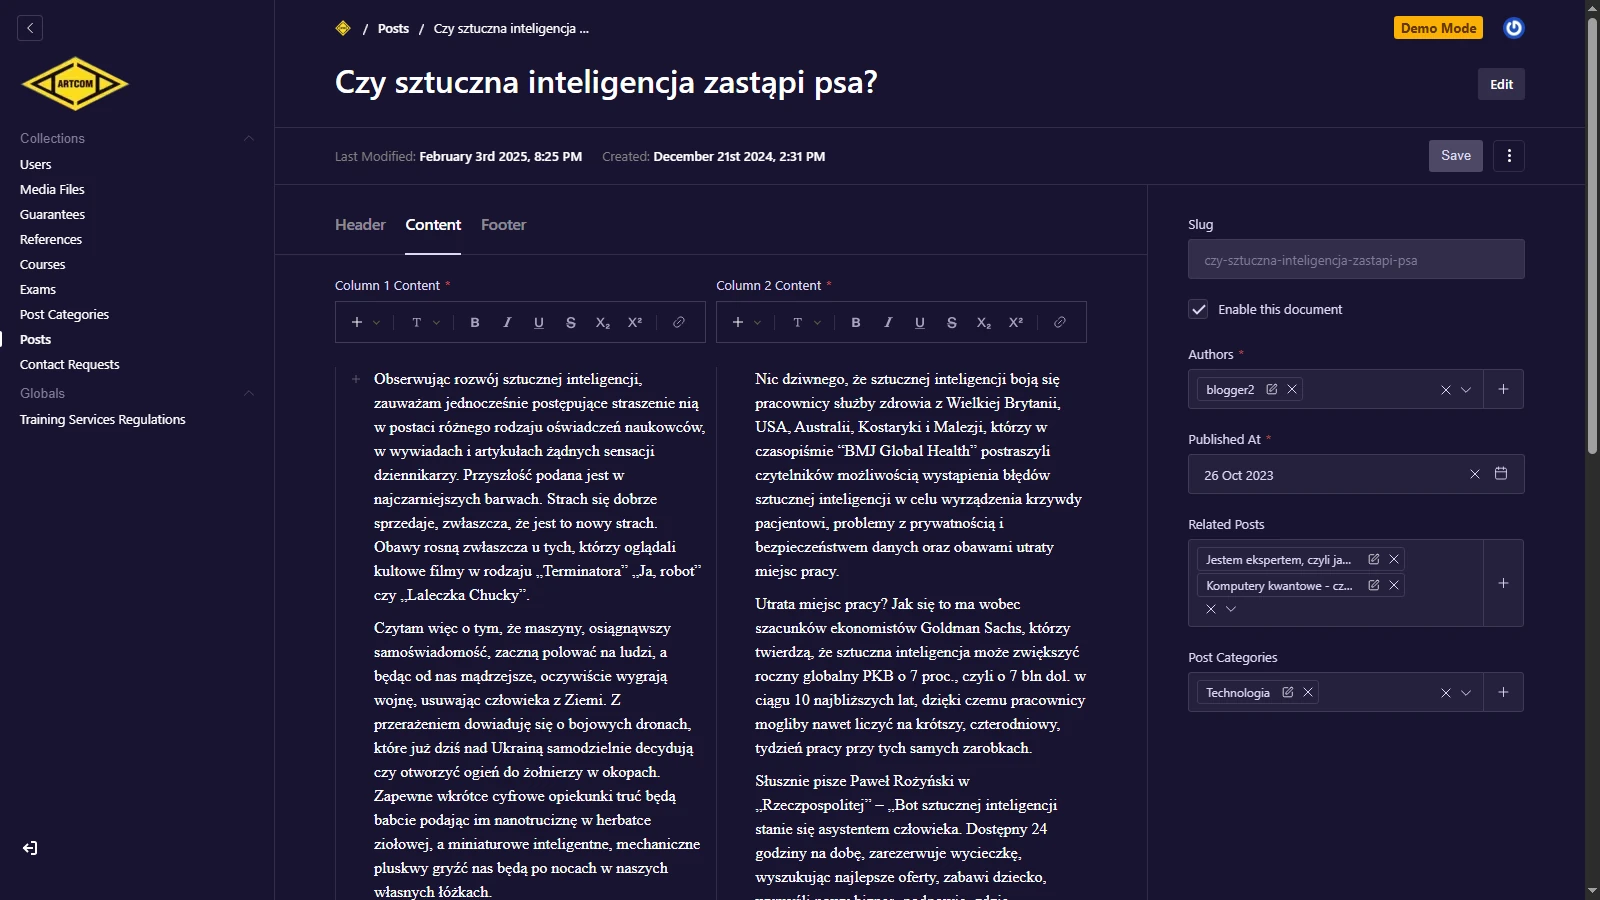 / Posts / Czy sztuczna inteligencja ...
Demo Mode
Czy sztuczna inteligencja zastąpi psa?
Edit
ARTCOM
Collections
Users
Media Files
Guarantees
References
Courses
Exams
Post Categories
Posts
Contact Requests
Globals
Training Services Regulations
Last Modified: February 3rd 2025, 8:25 PM Created: December 21st 2024, 2:31 PM
Save
Header Content Footer
Column 1 Content *
T B I U S X₂ X²
Obserwując rozwój sztucznej inteligencji,
zauważam jednocześnie postępujące straszenie nią
w postaci różnego rodzaju oświadczeń naukowców,
w wywiadach i artykułach żądnych sensacji
dziennikarzy. Przyszłość podana jest w
najczarniejszych barwach. Strach się dobrze
sprzedaje, zwłaszcza, że jest to nowy strach.
Obawy rosną zwłaszcza u tych, którzy oglądali
kultowe filmy w rodzaju „Terminatora” „Ja, robot”
czy „Laleczka Chucky”.
Czytam więc o tym, że maszyny, osiągnąwszy
samoświadomość, zaczną polować na ludzi, a
będąc od nas mądrzejsze, oczywiście wygrają
wojnę, usuwając człowieka z Ziemi. Z
przerażeniem dowiaduję się o bojowych dronach,
które już dziś nad Ukrainą samodzielnie decydują
czy otworzyć ogień do żołnierzy w okopach.
Zapewne wkrótce cyfrowe opiekunki truć będą
babcie podając im nanotruciznę w herbatce
ziołowej, a miniaturowe inteligentne, mechaniczne
pluskwy gryźć nas będą po nocach w naszych
własnych łóżkach.
Column 2 Content *
T B I U S X₂ X²
Nic dziwnego, że sztucznej inteligencji boją się
pracownicy służby zdrowia z Wielkiej Brytanii,
USA, Australii, Kostaryki i Malezji, którzy w
czasopiśmie “BMJ Global Health” postraszyli
czytelników możliwością wystąpienia błędów
sztucznej inteligencji w celu wyrządzenia krzywdy
pacjentowi, problemy z prywatnością i
bezpieczeństwem danych oraz obawami utraty
miejsc pracy.
Utrata miejsc pracy? Jak się to ma wobec
szacunków ekonomistów Goldman Sachs, którzy
twierdzą, że sztuczna inteligencja może zwiększyć
roczny globalny PKB o 7 proc., czyli o 7 bln dol. w
ciągu 10 najbliższych lat, dzięki czemu pracownicy
mogliby nawet liczyć na krótszy, czterodniowy,
tydzień pracy przy tych samych zarobkach.
Słusznie pisze Paweł Rożyński w
„Rzeczpospolitej” – „Bot sztucznej inteligencji
stanie się asystentem człowieka. Dostępny 24
godziny na dobę, zarezerwuje wycieczkę,
wyszukując najlepsze oferty, zabawi dziecko,
Slug
czy-sztuczna-inteligencja-zastapi-psa
Enable this document
Authors *
blogger2
Published At *
26 Oct 2023
Related Posts
Jestem ekspertem, czyli ja...
Komputery kwantowe - cz...
Post Categories
Technologia